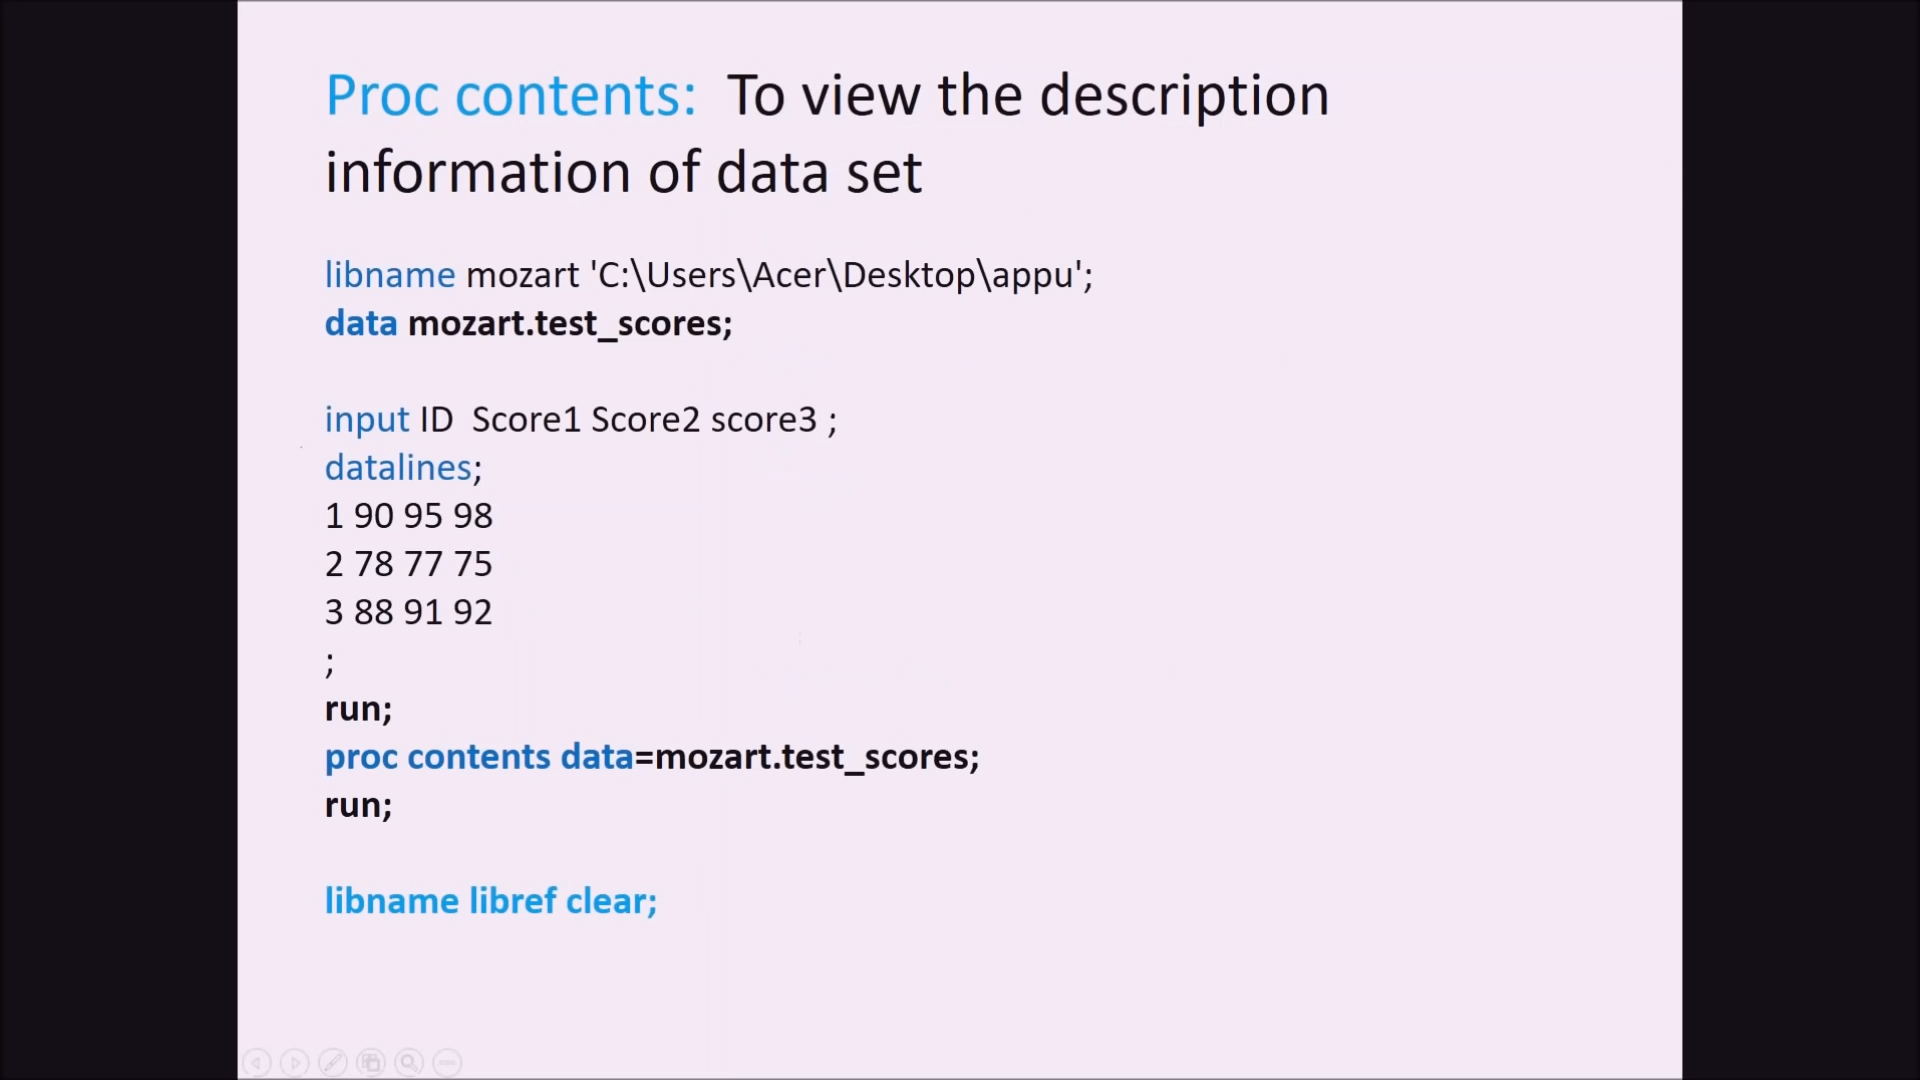 Proc contents: To view the description
information of data set
libname mozart 'C:\Users\Acer\Desktop\appu';
data mozart.test_scores;
input ID Score1 Score2 score3 ;
datalines;
1 90 95 98
2 78 77 75
3 88 91 92
;
run;
proc contents data=mozart.test_scores;
run;
libname libref clear;